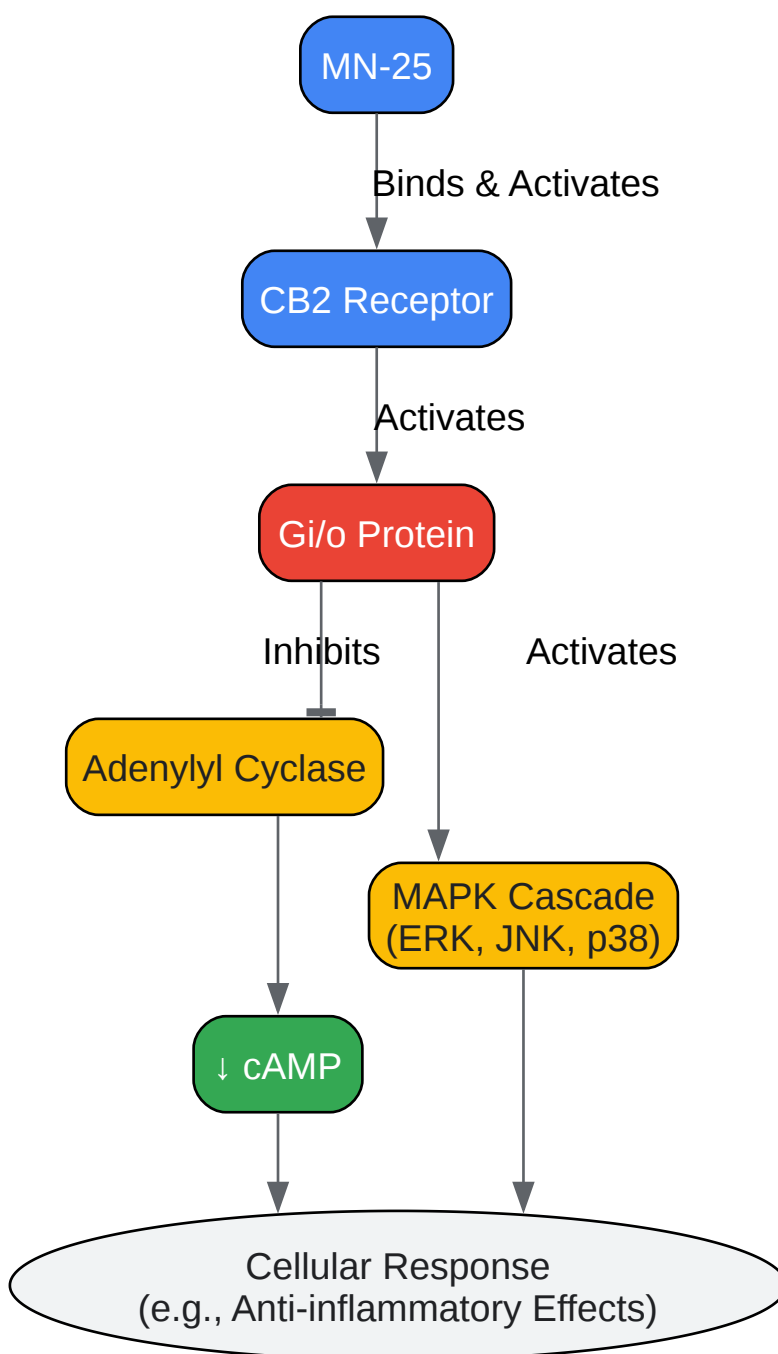 MN-25
Binds & Activates
CB2 Receptor
Activates
Gi/o Protein
Inhibits
Activates
Adenylyl Cyclase
MAPK Cascade
(ERK, JNK, p38)
↓ cAMP
Cellular Response
(e.g., Anti-inflammatory Effects)